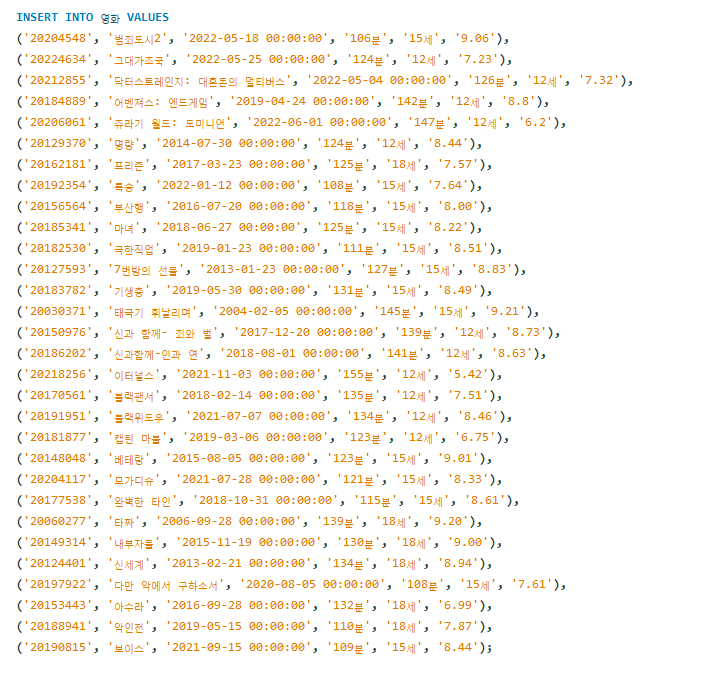 INSERT INTO 영화 VALUES
('20204548', '범죄도시2', '2022-05-18 00:00:00', '106분', '15세', '9.06'),
('20224634', '그대가조국', '2022-05-25 00:00:00', '124분', '12세', '7.23'),
('20212855', '닥터스트레인지: 대혼돈의 멀티버스', '2022-05-04 00:00:00', '126분', '12세', '7.32'),
('20184889', '어벤져스: 엔드게임', '2019-04-24 00:00:00', '142분', '12세', '8.8'),
('20206061', '쥬라기 월드: 도미니언', '2022-06-01 00:00:00', '147분', '12세', '6.2'),
('20129370', '명량', '2014-07-30 00:00:00', '124분', '12세', '8.44'),
('20162181', '프리즌', '2017-03-23 00:00:00', '125분', '18세', '7.57'),
('20192354', '특송', '2022-01-12 00:00:00', '108분', '15세', '7.64'),
('20156564', '부산행', '2016-07-20 00:00:00', '118분', '15세', '8.00'),
('20185341', '마녀', '2018-06-27 00:00:00', '125분', '15세', '8.22'),
('20182530', '극한직업', '2019-01-23 00:00:00', '111분', '15세', '8.51'),
('20127593', '7번방의 선물', '2013-01-23 00:00:00', '127분', '15세', '8.83'),
('20183782', '기생충', '2019-05-30 00:00:00', '131분', '15세', '8.49'),
('20030371', '태극기 휘날리며', '2004-02-05 00:00:00', '145분', '15세', '9.21'),
('20150976', '신과 함께- 죄와 벌', '2017-12-20 00:00:00', '139분', '12세', '8.73'),
('20186202', '신과함께-인과 연', '2018-08-01 00:00:00', '141분', '12세', '8.63'),
('20218256', '이터널스', '2021-11-03 00:00:00', '155분', '12세', '5.42'),
('20170561', '블랙팬서', '2018-02-14 00:00:00', '135분', '12세', '7.51'),
('20191951', '블랙위도우', '2021-07-07 00:00:00', '134분', '12세', '8.46'),
('20181877', '캡틴 마블', '2019-03-06 00:00:00', '123분', '12세', '6.75'),
('20148048', '베테랑', '2015-08-05 00:00:00', '123분', '15세', '9.01'),
('20204117', '모가디슈', '2021-07-28 00:00:00', '121분', '15세', '8.33'),
('20177538', '완벽한 타인', '2018-10-31 00:00:00', '115분', '15세', '8.61'),
('20060277', '타짜', '2006-09-28 00:00:00', '139분', '18세', '9.20'),
('20149314', '내부자들', '2015-11-19 00:00:00', '130분', '18세', '9.00'),
('20124401', '신세계', '2013-02-21 00:00:00', '134분', '18세', '8.94'),
('20197922', '다만 악에서 구하소서', '2020-08-05 00:00:00', '108분', '15세', '7.61'),
('20153443', '아수라', '2016-09-28 00:00:00', '132분', '18세', '6.99'),
('20188941', '악인전', '2019-05-15 00:00:00', '110분', '18세', '7.87'),
('20190815', '보이스', '2021-09-15 00:00:00', '109분', '15세', '8.44');